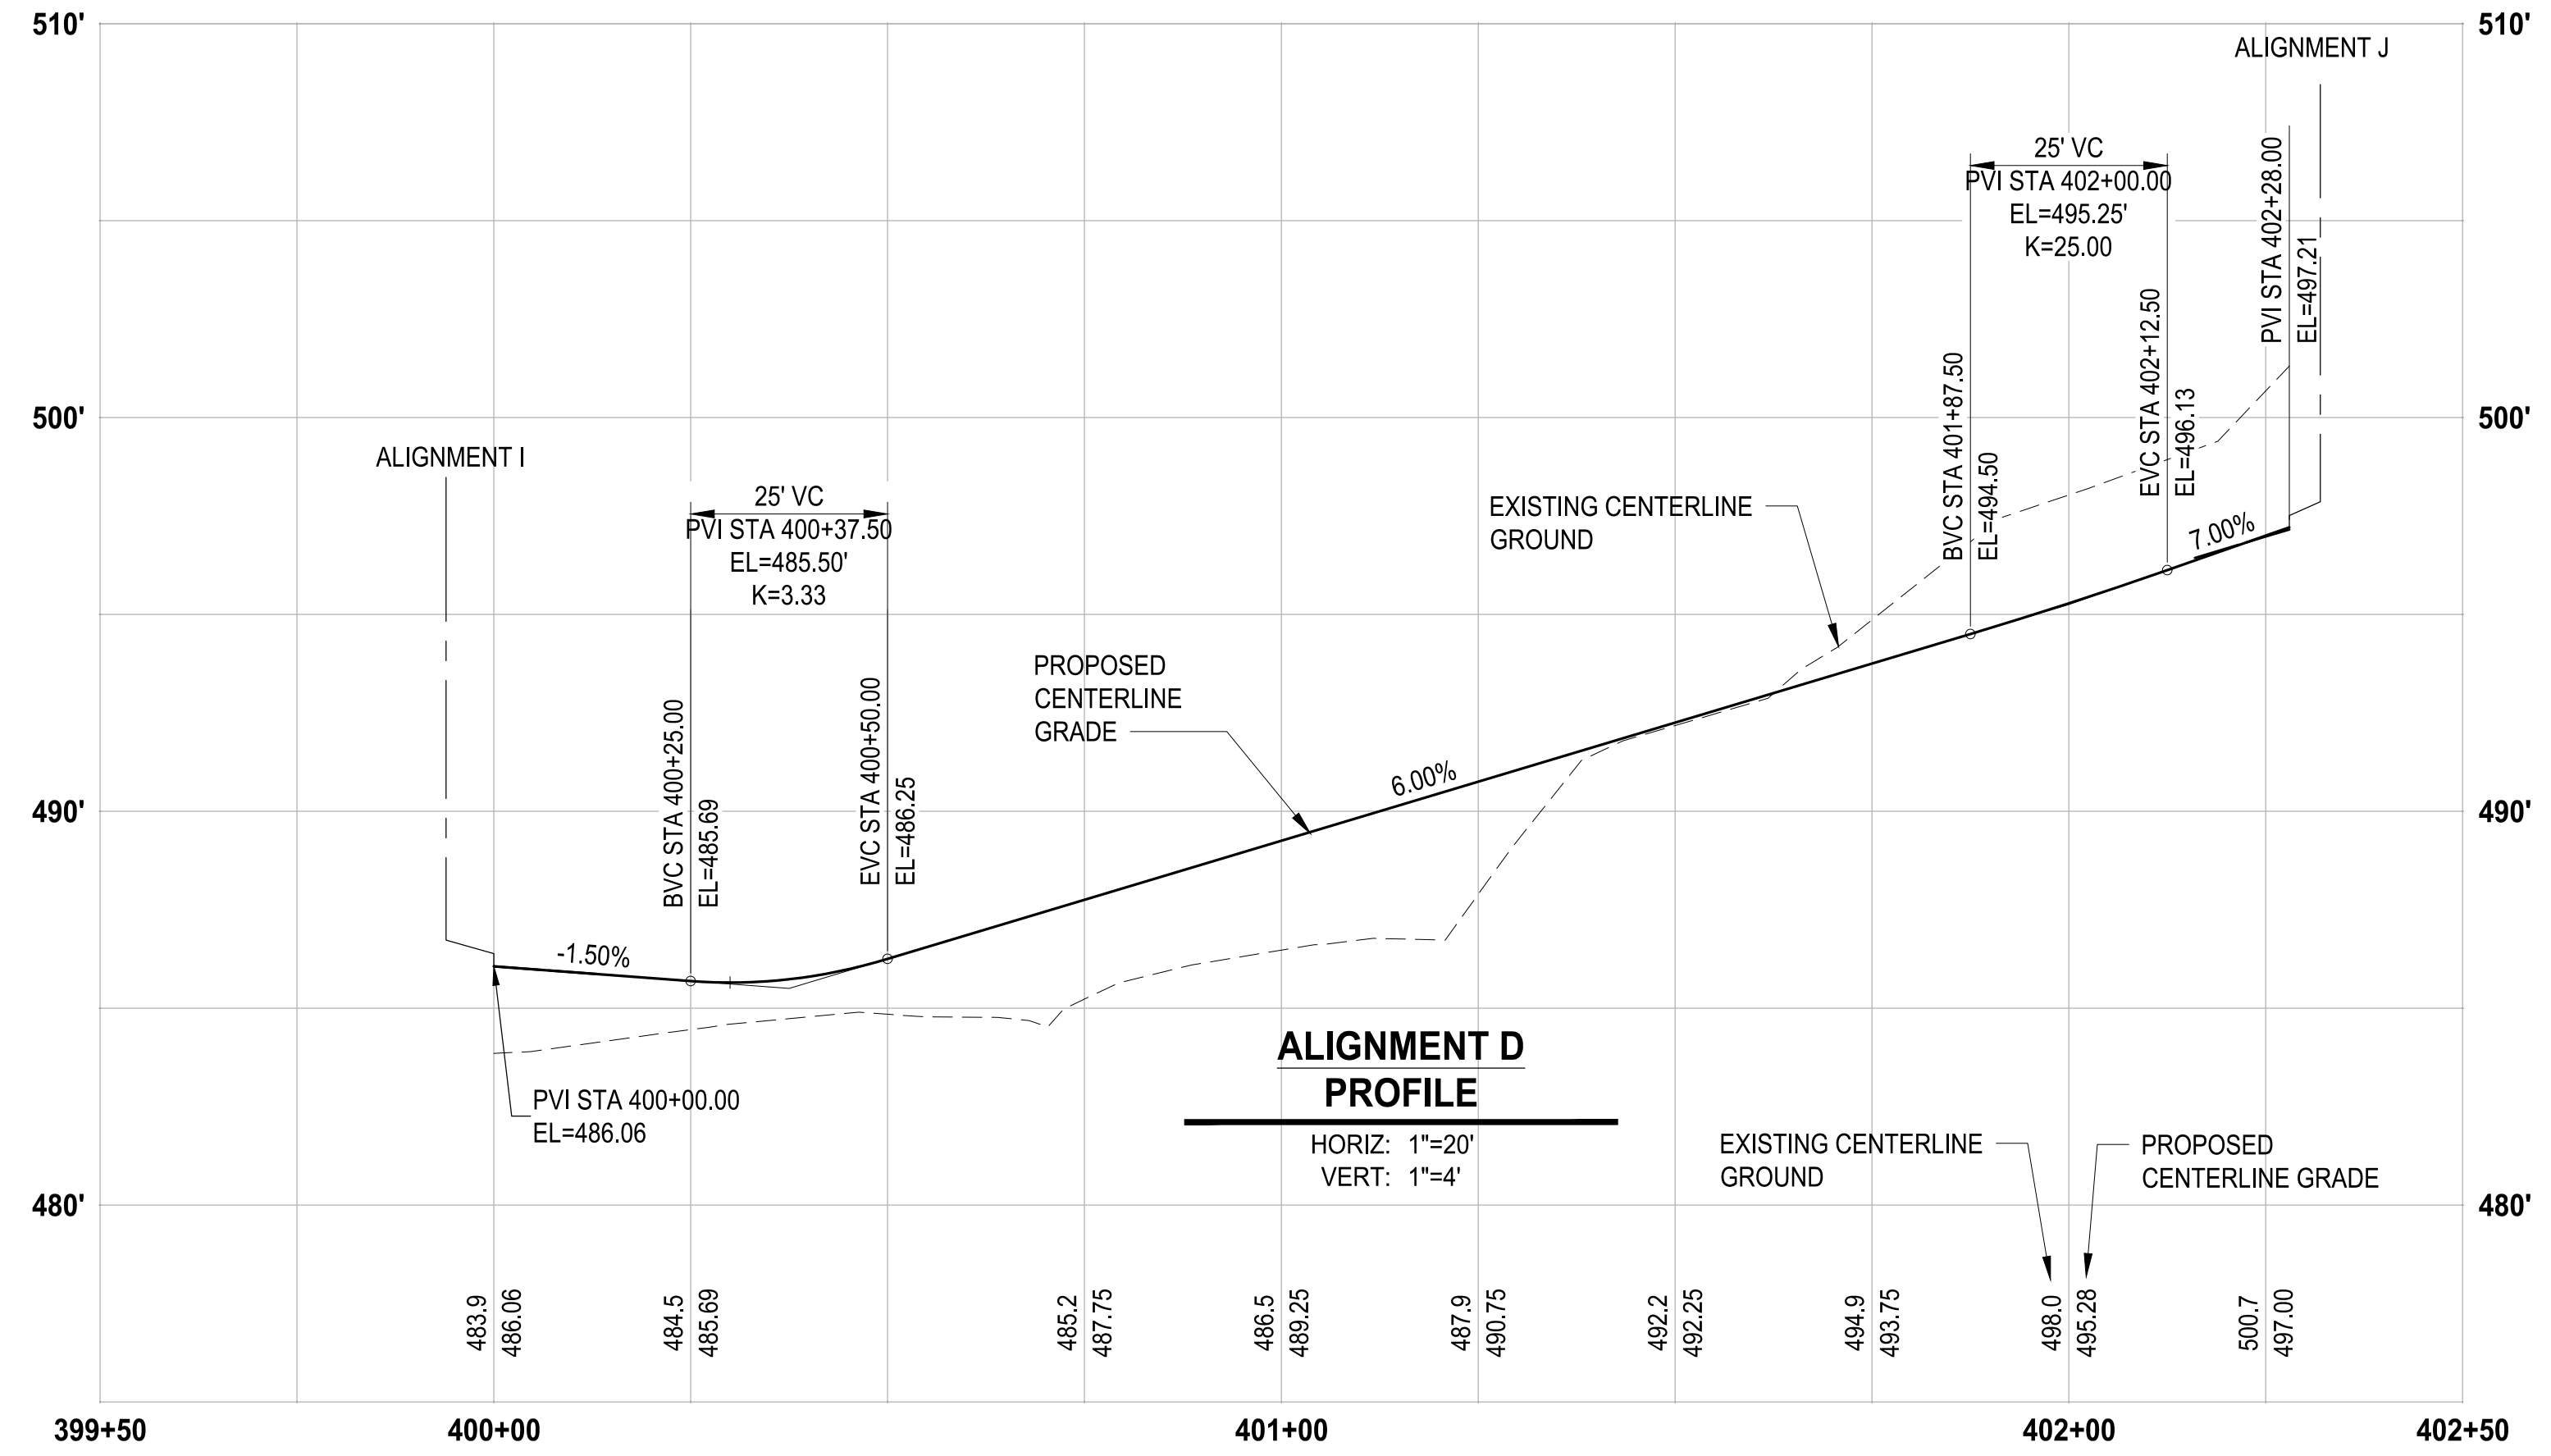 510'
510'
ALIGNMENT J
25' VC
PVI STA 402+00.00
EL=495.25'
K=25.00
PVI STA 402+28.00
EL=497.21
BVC STA 401+87.50
EL=494.50
EVC STA 402+12.50
EL=496.13
7.00%
500'
500'
ALIGNMENT I
25' VC
PVI STA 400+37.50
EL=485.50'
K=3.33
EXISTING CENTERLINE
GROUND
PROPOSED
CENTERLINE
GRADE
BVC STA 400+25.00
EL=485.69
EVC STA 400+50.00
EL=486.25
6.00%
490'
490'
-1.50%
PVI STA 400+00.00
EL=486.06
ALIGNMENT D
PROFILE
HORIZ: 1"=20'
VERT: 1"=4'
EXISTING CENTERLINE
GROUND
PROPOSED
CENTERLINE GRADE
480'
480'
483.9
486.06
484.5
485.69
485.2
487.75
486.5
489.25
487.9
490.75
492.2
492.25
494.9
493.75
498.0
495.28
500.7
497.00
399+50
400+00
401+00
402+00
402+50